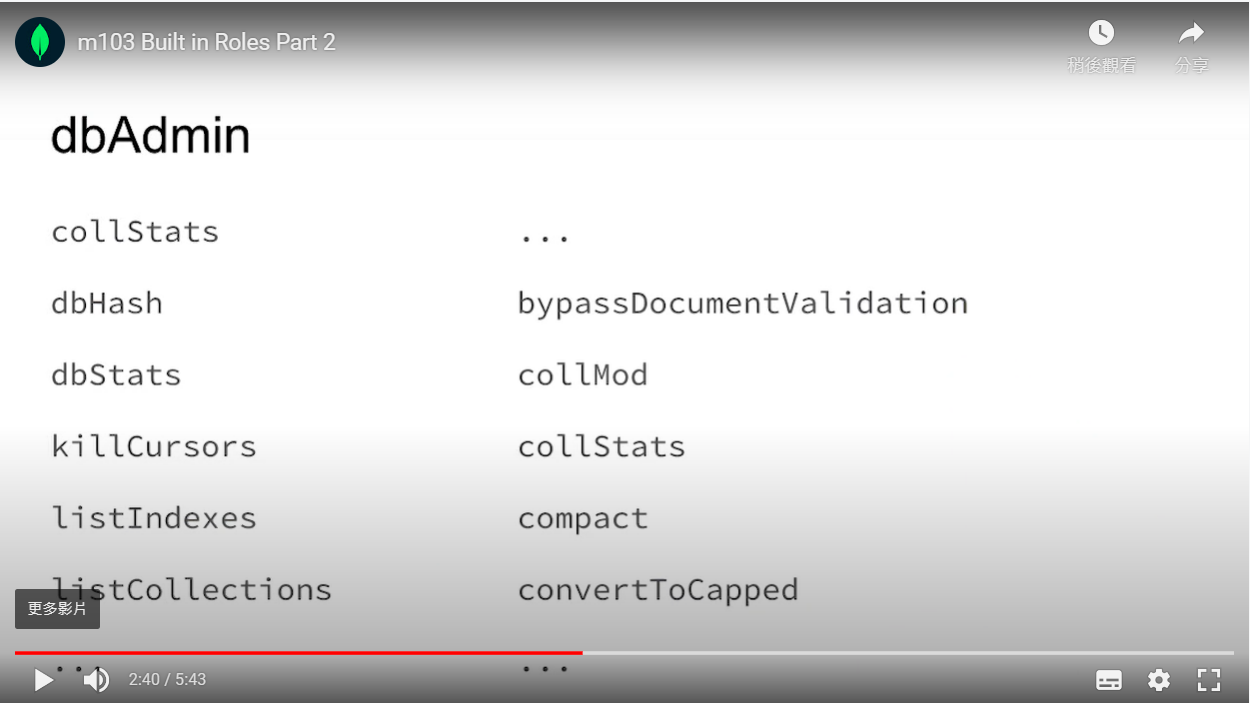 m103 Built in Roles Part 2
稍後觀看
分享
dbAdmin
collStats
dbHash
dbStats
killCursors
listIndexes
listCollections
...
...
bypassDocumentValidation
collMod
collStats
compact
convertToCapped
...
更多影片
2:40 / 5:43